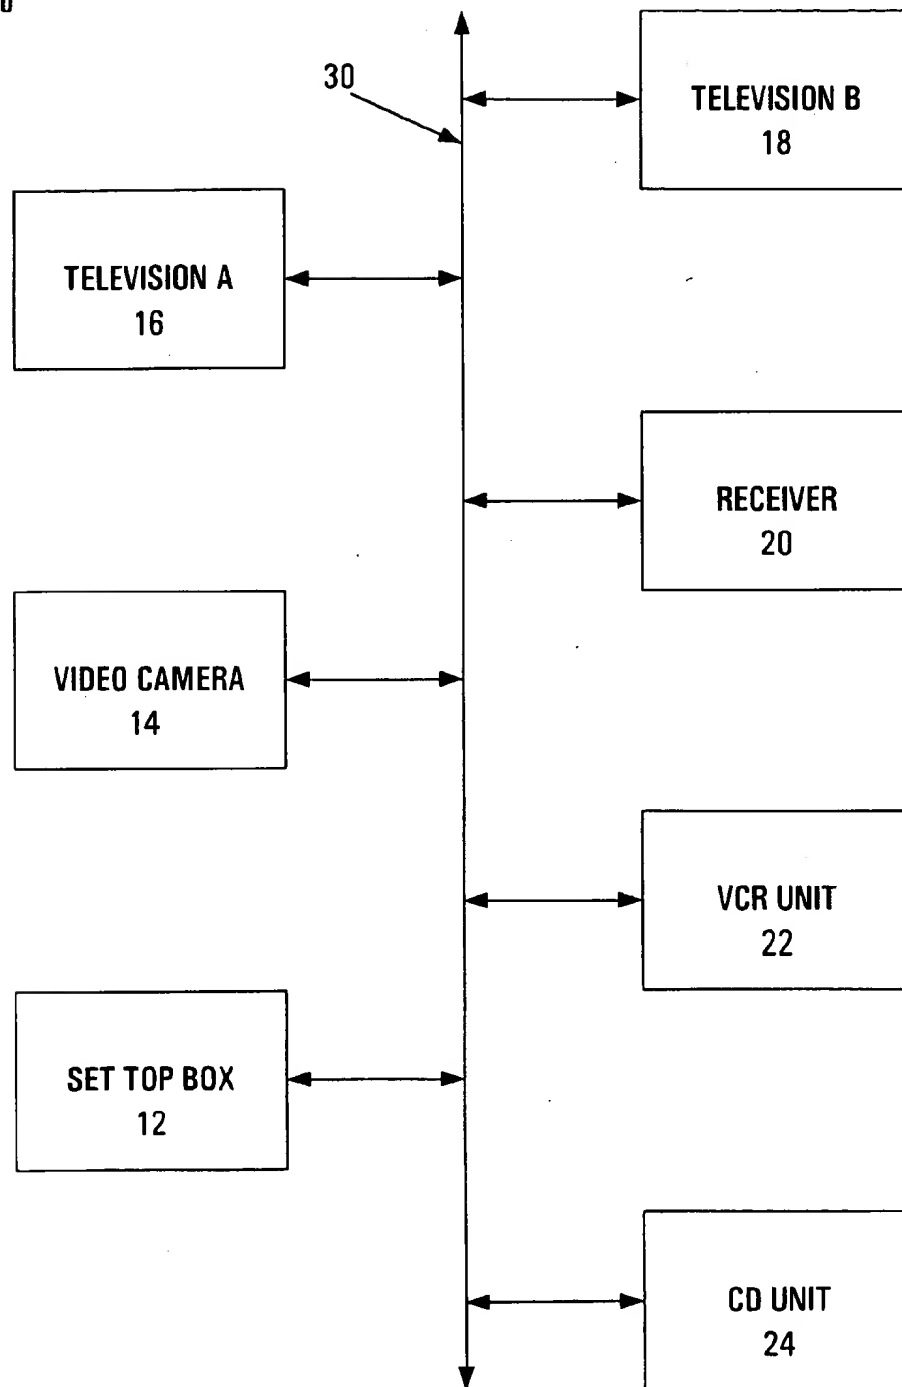 30
TELEVISION B
18
TELEVISION A
16
RECEIVER
20
VIDEO CAMERA
14
VCR UNIT
22
SET TOP BOX
12
CD UNIT
24